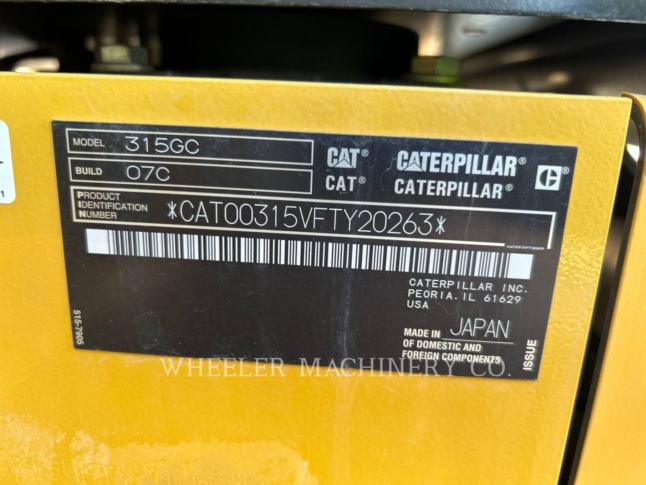 MODEL 315GC
BUILD 07C
CAT® CATERPILLAR®
CAT® CATERPILLAR®
PRODUCT
IDENTIFICATION
NUMBER
*CAT00315VFTY20263*
CATERPILLAR INC.
PEORIA, IL 61629
USA
MADE IN JAPAN
OF DOMESTIC AND
FOREIGN COMPONENTS
515-7905
ISSUE
1
WHEELER MACHINERY CO.